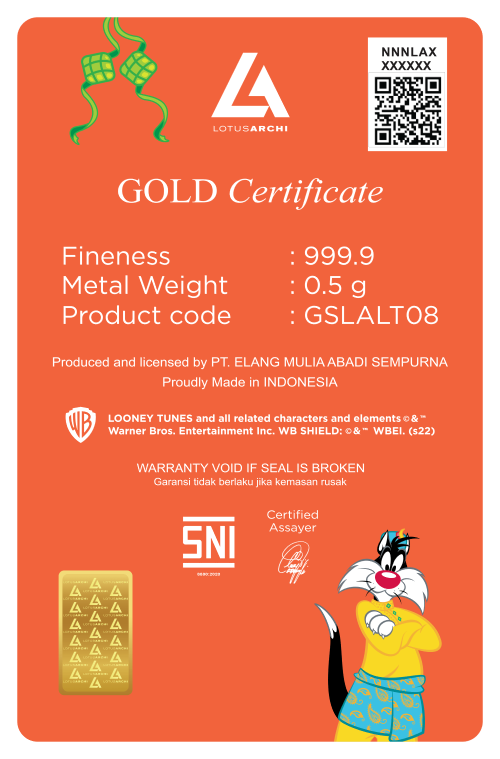 NNNLAX
XXXXXX
LOTUSARCHI
GOLD Certificate
Fineness : 999.9
Metal Weight : 0.5 g
Product code : GSLALT08
Produced and licensed by PT. ELANG MULIA ABADI SEMPURNA
Proudly Made in INDONESIA
WB
LOONEY TUNES and all related characters and elements © & ™
Warner Bros. Entertainment Inc. WB SHIELD: © & ™ WBEI. (s22)
WARRANTY VOID IF SEAL IS BROKEN
Garansi tidak berlaku jika kemasan rusak
Certified
Assayer
SNI
LOTUSARCHI